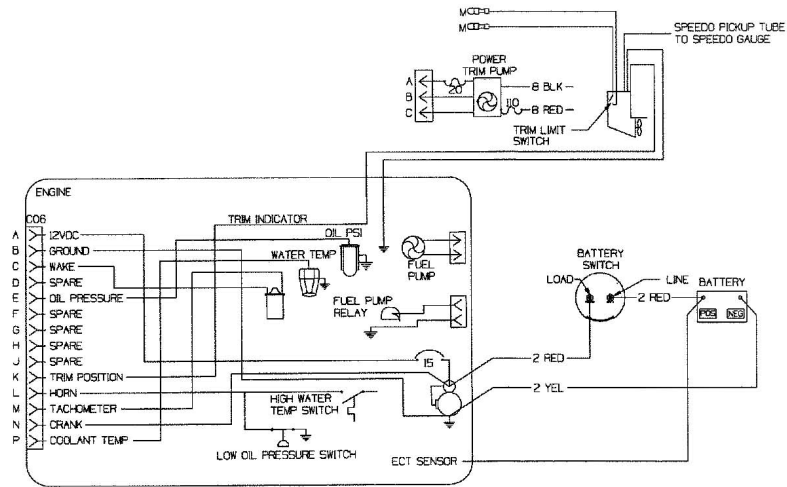 M
M
SPEEDO PICKUP TUBE
TO SPEEDO GAUGE
POWER
TRIM PUMP
A
B
C
20
8 BLK
110
8 RED
TRIM LIMIT
SWITCH
ENGINE
C06
A 12VDC
B GROUND
C WAKE
D SPARE
E OIL PRESSURE
F SPARE
G SPARE
H SPARE
J SPARE
K TRIM POSITION
L HORN
M TACHOMETER
N CRANK
P COOLANT TEMP
TRIM INDICATOR
OIL PSI
WATER TEMP
FUEL
PUMP
FUEL PUMP
RELAY
15
HIGH WATER
TEMP SWITCH
LOW OIL PRESSURE SWITCH
ECT SENSOR
BATTERY
SWITCH
LOAD
LINE
2 RED
BATTERY
POS
NEG
2 RED
2 YEL